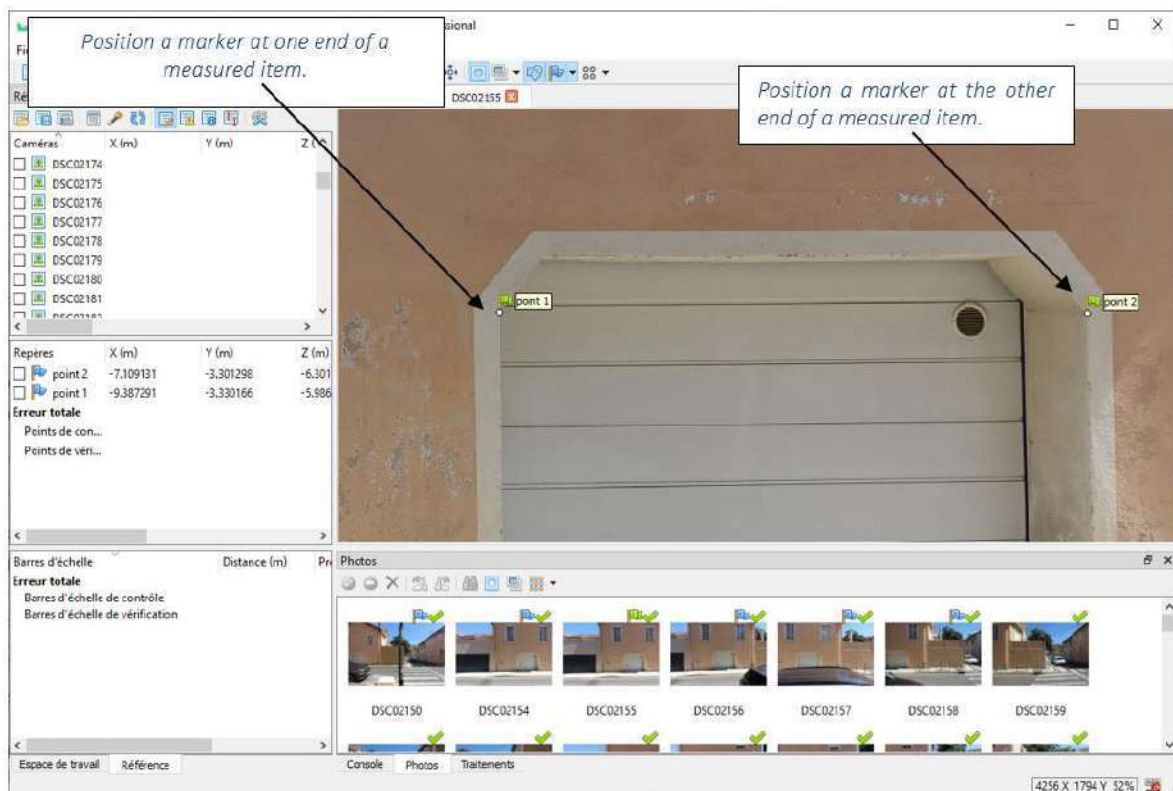 Position a marker at one end of a
measured item.
Position a marker at the other
end of a measured item.
sional
Fi
DSC02155
Caméras X (m) Y (m) Z (
DSC02174
DSC02175
DSC02176
DSC02177
DSC02178
DSC02179
DSC02180
DSC02181
DSC02182
point 1
point 2
Repères X (m) Y (m) Z (m)
point 2 -7.109131 -3.301298 -6.301
point 1 -9.387291 -3.330166 -5.986
Erreur totale
Points de con...
Points de véri...
Barres d'échelle Distance (m) Pr
Erreur totale
Barres d'échelle de contrôle
Barres d'échelle de vérification
Photos
DSC02150 DSC02154 DSC02155 DSC02156 DSC02157 DSC02158 DSC02159
Espace de travail Référence
Console Photos Traitements
4256 X 1794 Y 52%